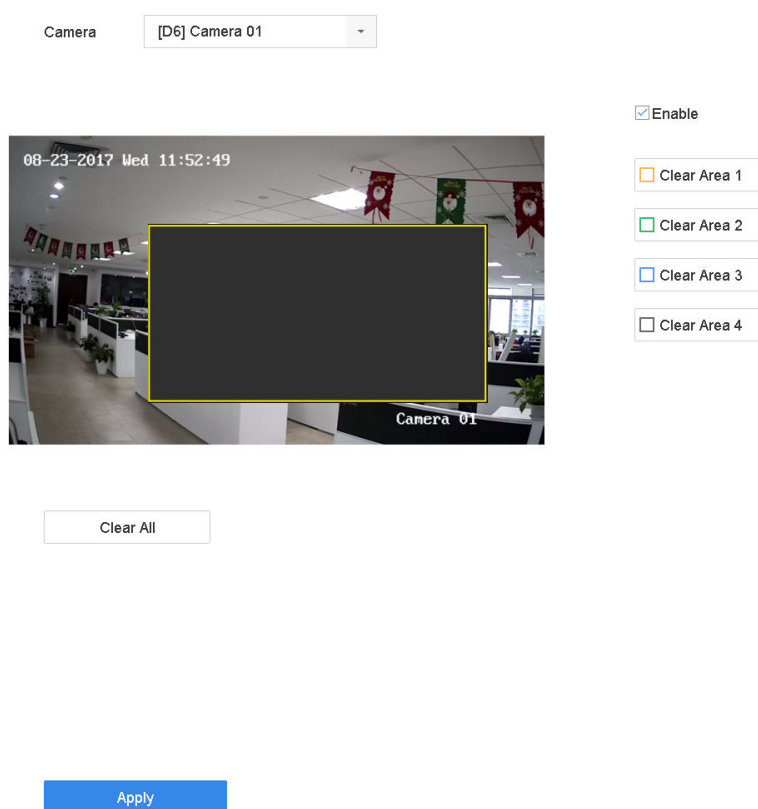 Camera
[D6] Camera 01
Enable
08-23-2017 Wed 11:52:49
Clear Area 1
Clear Area 2
Clear Area 3
Clear Area 4
Camera 01
Clear All
Apply